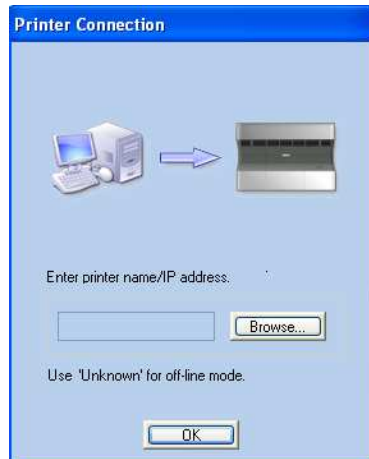 Printer Connection
Enter printer name/IP address.
Browse...
Use 'Unknown' for off-line mode.
OK